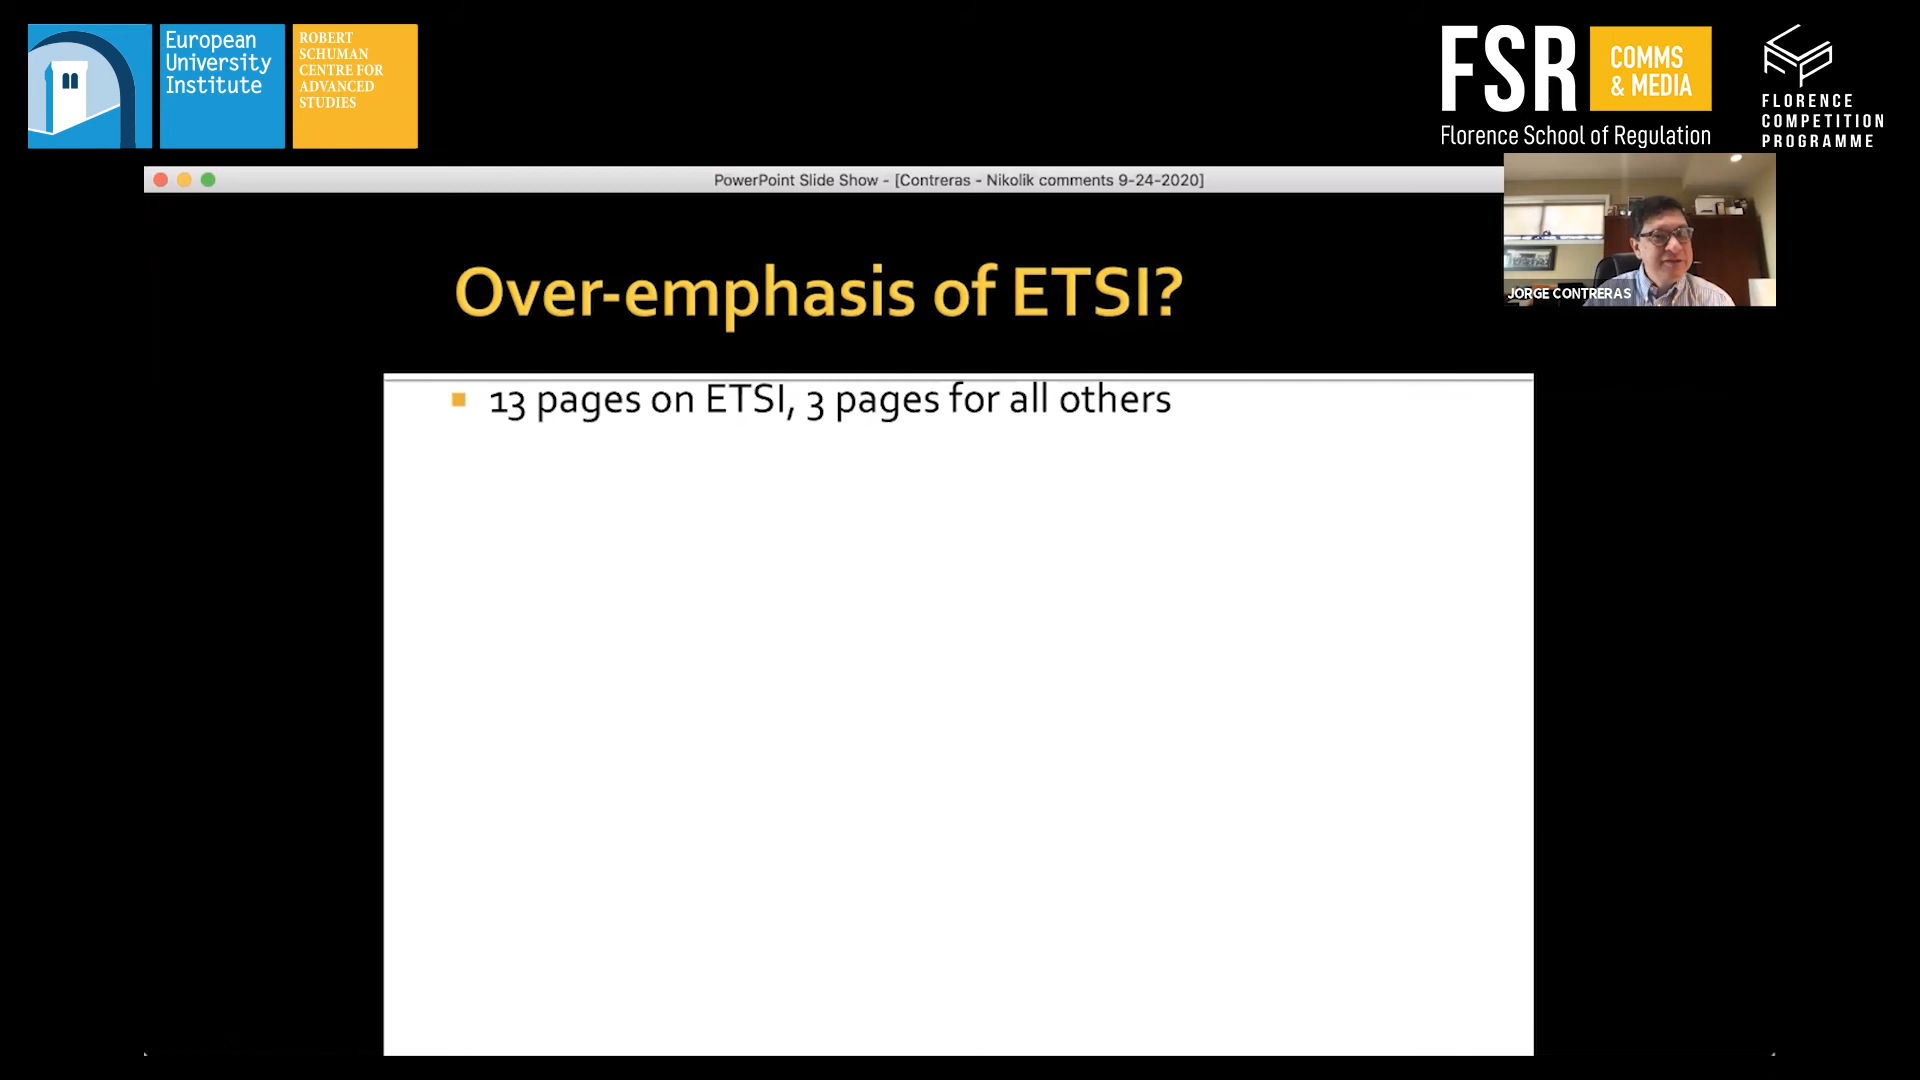 European
University
Institute
ROBERT
SCHUMAN
CENTRE FOR
ADVANCED
STUDIES
FSR
COMMS
& MEDIA
Florence School of Regulation
FLORENCE
COMPETITION
PROGRAMME
PowerPoint Slide Show - [Contreras - Nikolik comments 9-24-2020]
JORGE CONTRERAS
Over-emphasis of ETSI?
13 pages on ETSI, 3 pages for all others